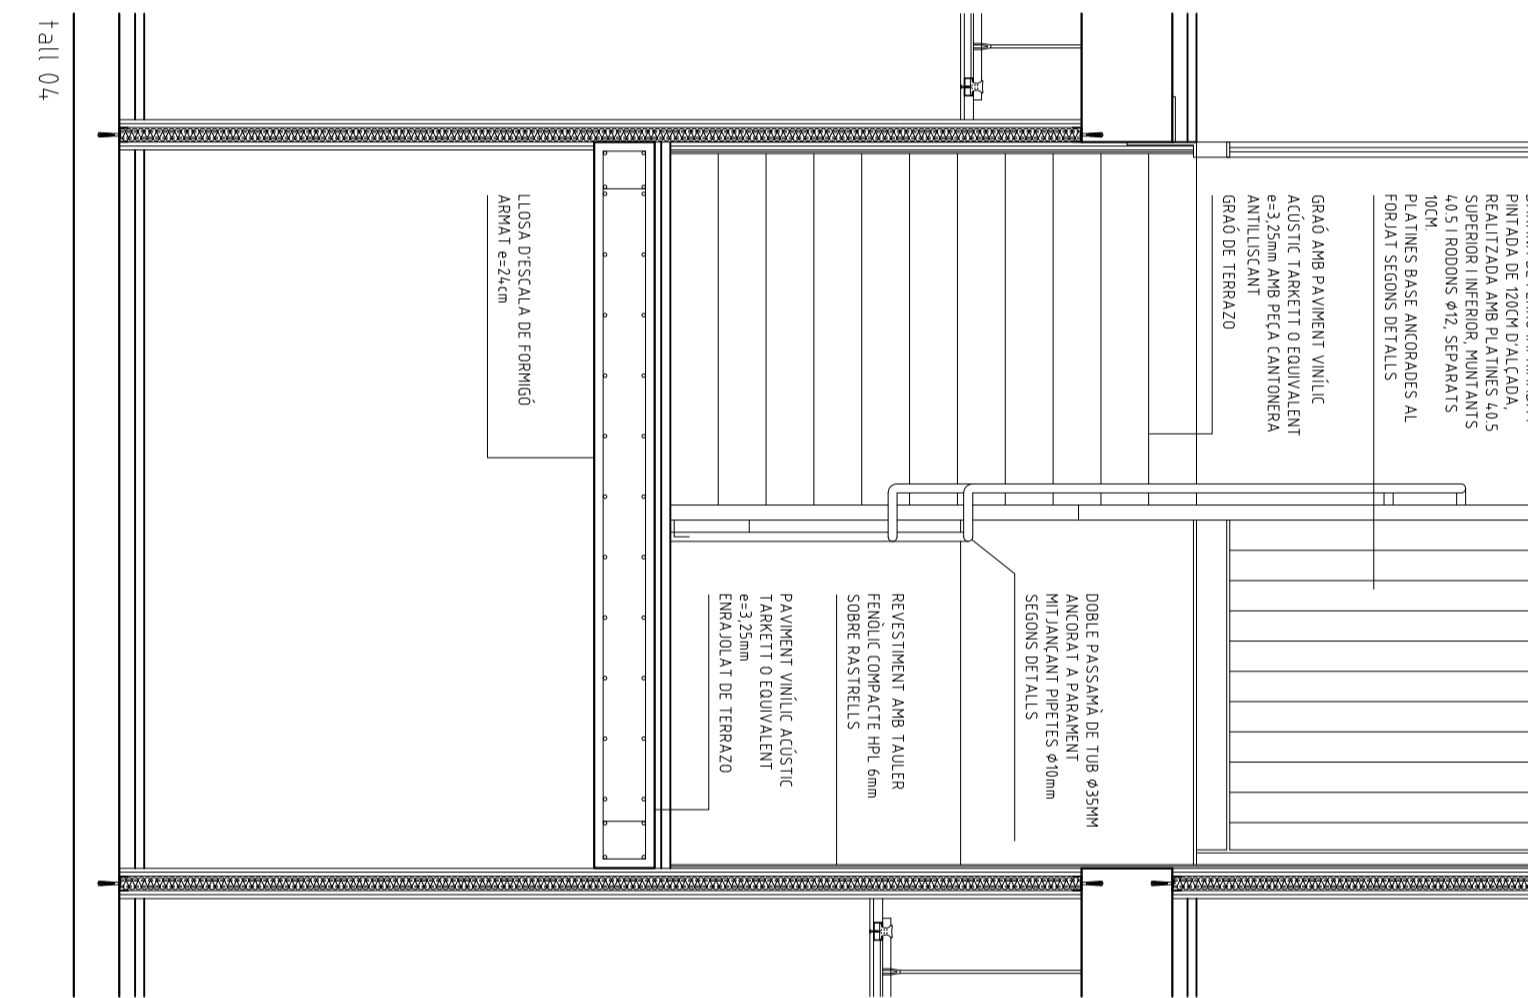 PINTADA DE 120CM D'ALÇADA,
REALITZADA AMB PLATINES 40.5
SUPERIOR I INFERIOR, MUNTANTS
40.5 I RODONS Ø12, SEPARATS
10CM.
PLATINES BASE ANCORADES AL
FORJAT SEGONS DETALLS
GRAÓ AMB PAVIMENT VINÍLIC
ACÚSTIC TARKETT O EQUIVALENT
e=3,25mm AMB PEÇA CANTONERA
ANTILLISCANT
GRAÓ DE TERRAZO
DOBLE PASSAMÀ DE TUB Ø35MM
ANCORAT A PARAMENT
MITJANÇANT PIPETES Ø10mm
SEGONS DETALLS
REVESTIMENT AMB TAULER
FENÒLIC COMPACTE HPL 6mm
SOBRE RASTRELLS
PAVIMENT VINÍLIC ACÚSTIC
TARKETT O EQUIVALENT
e=3,25mm
ENRAJOLAT DE TERRAZO
LLOSA D'ESCALA DE FORMIGÓ
ARMAT e=24cm
tall 04